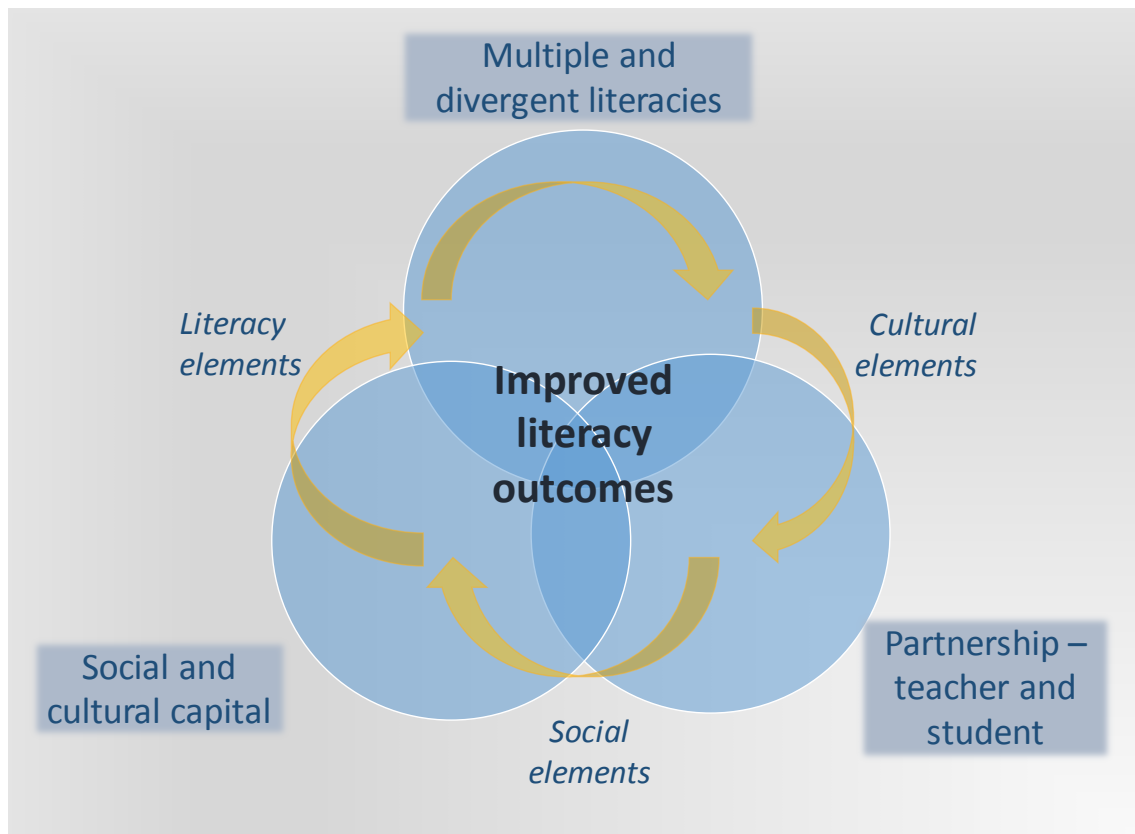 Multiple and
divergent literacies
Literacy
elements
Cultural
elements
Improved
literacy
outcomes
Social and
cultural capital
Partnership –
teacher and
student
Social
elements